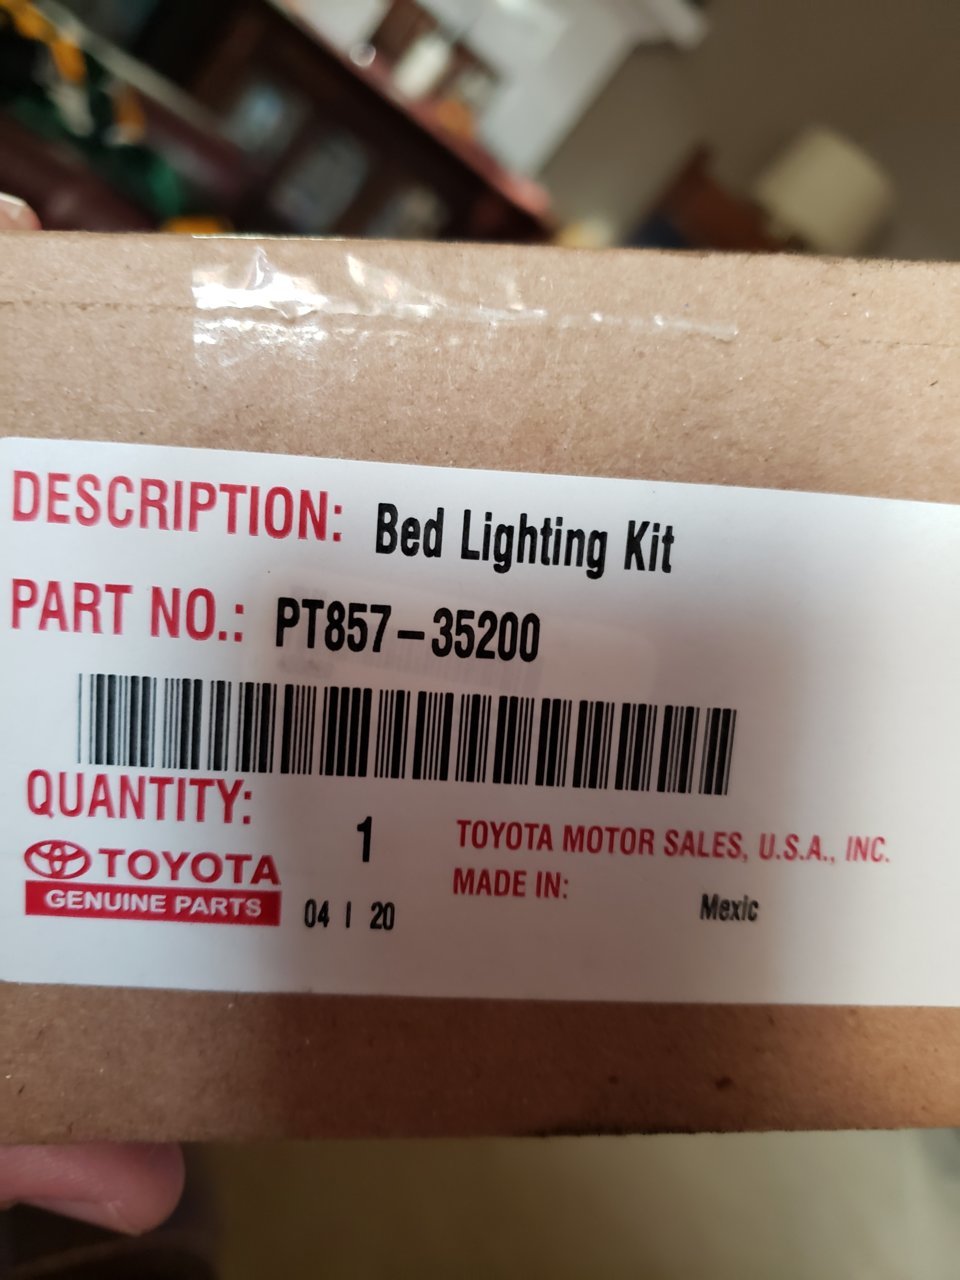 DESCRIPTION: Bed Lighting Kit
PART NO.: PT857-35200
QUANTITY: 1
TOYOTA
GENUINE PARTS
04 I 20
TOYOTA MOTOR SALES, U.S.A., INC.
MADE IN: Mexic